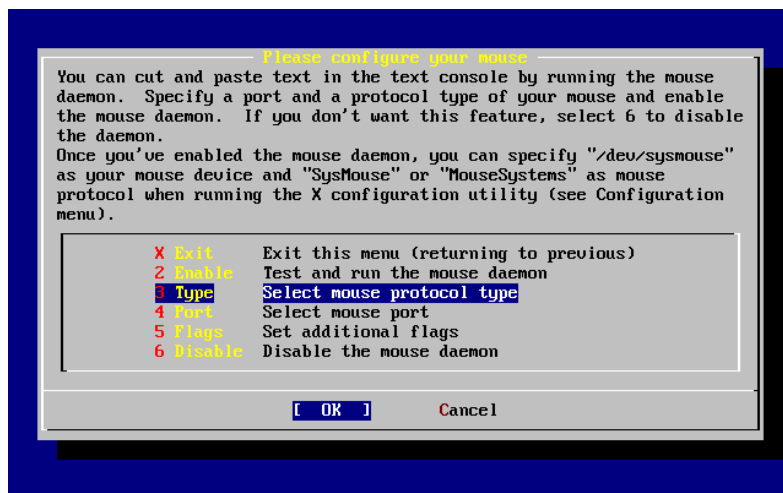 Please configure your mouse
You can cut and paste text in the text console by running the mouse
daemon.  Specify a port and a protocol type of your mouse and enable
the mouse daemon.  If you don't want this feature, select 6 to disable
the daemon.
Once you've enabled the mouse daemon, you can specify "/dev/sysmouse"
as your mouse device and "SysMouse" or "MouseSystems" as mouse
protocol when running the X configuration utility (see Configuration
menu).
X Exit     Exit this menu (returning to previous)
2 Enable   Test and run the mouse daemon
3 Type     Select mouse protocol type
4 Port     Select mouse port
5 Flags    Set additional flags
6 Disable  Disable the mouse daemon
[  OK  ]       Cancel